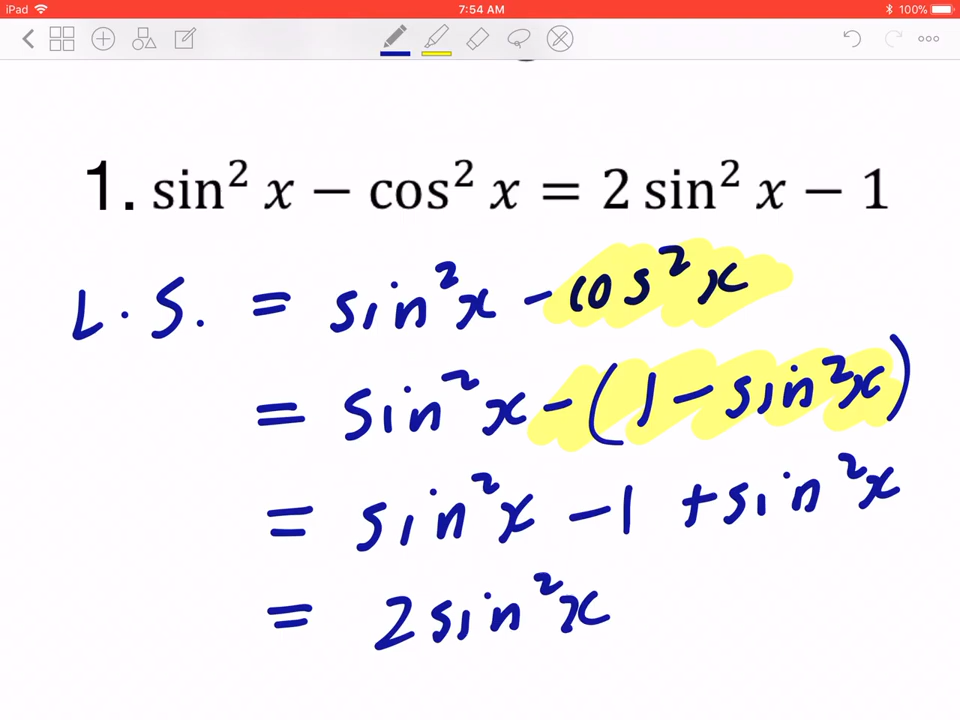 iPad 7:54 AM 100%
1. sin² x − cos² x = 2 sin² x − 1
L.S. = sin²x - cos²x
= sin²x - (1 - sin²x)
= sin²x - 1 + sin²x
= 2sin²x